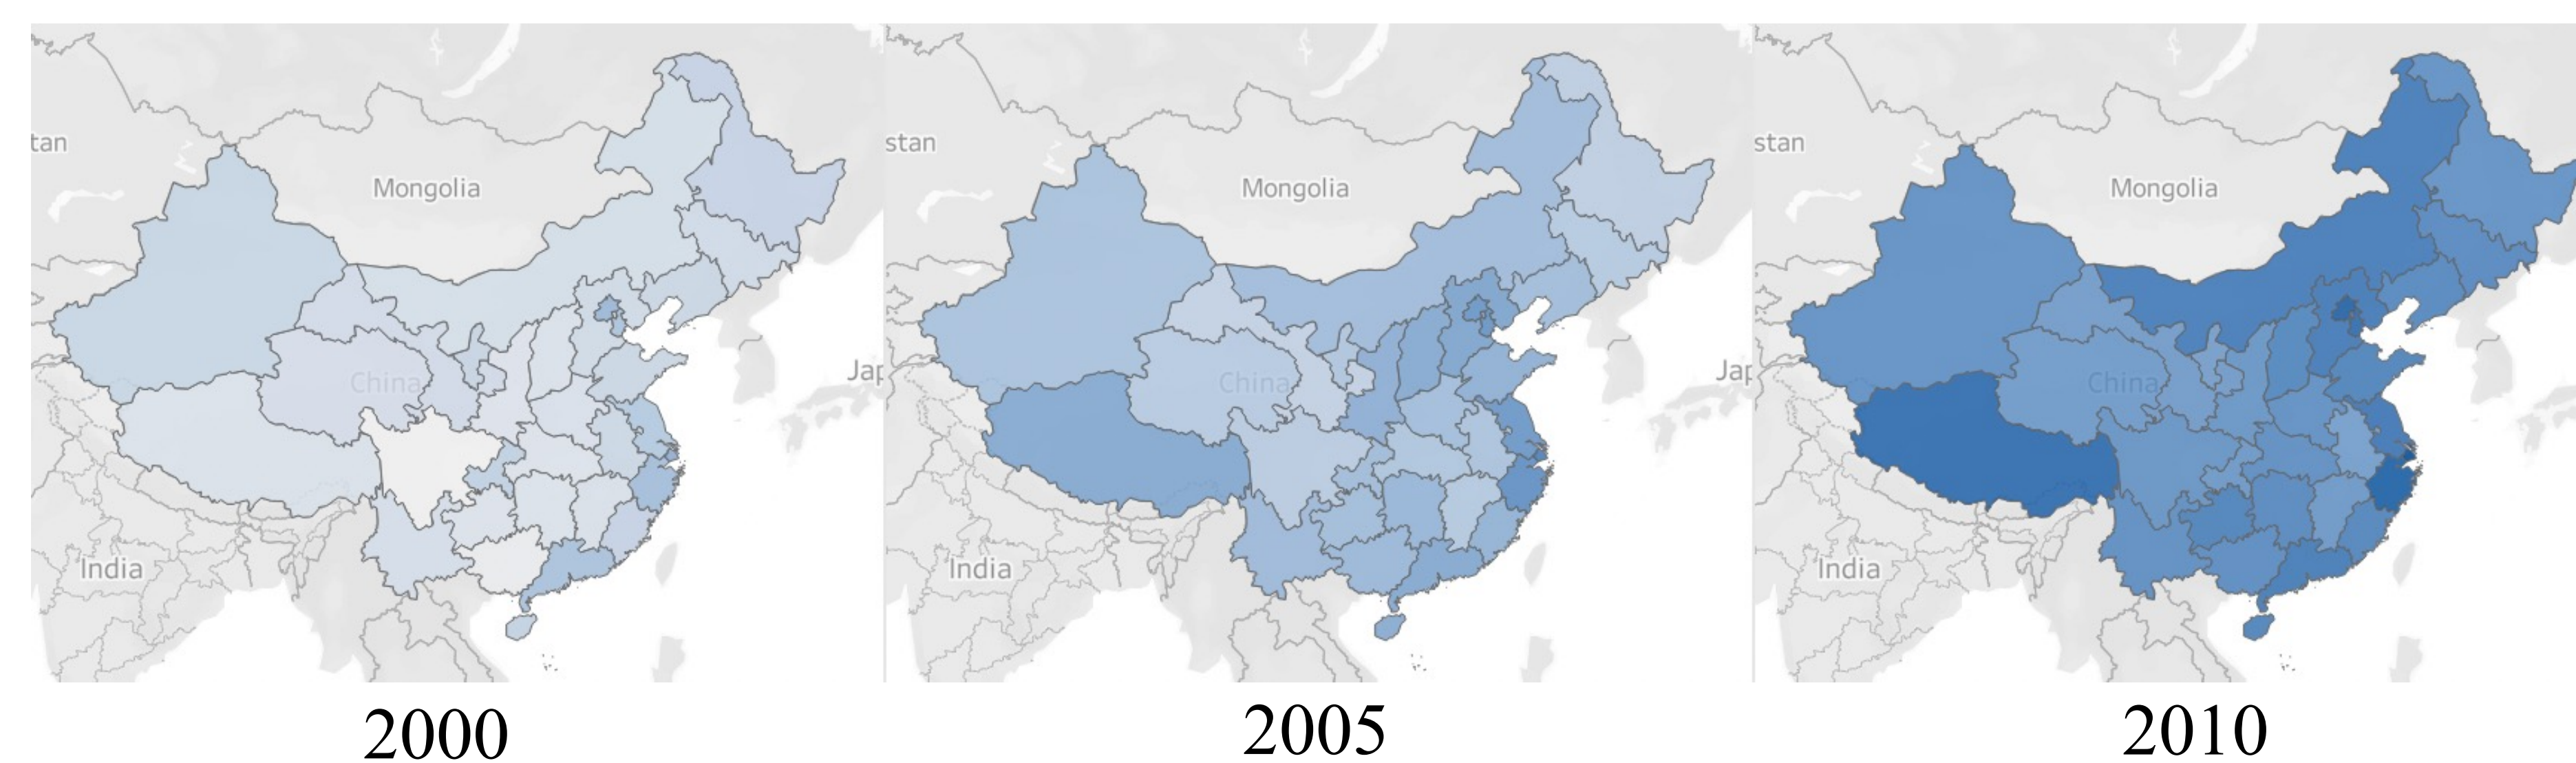 tan
Mongolia
China
India
Jap
2000
stan
Mongolia
China
India
Jap
2005
stan
Mongolia
China
India
2010